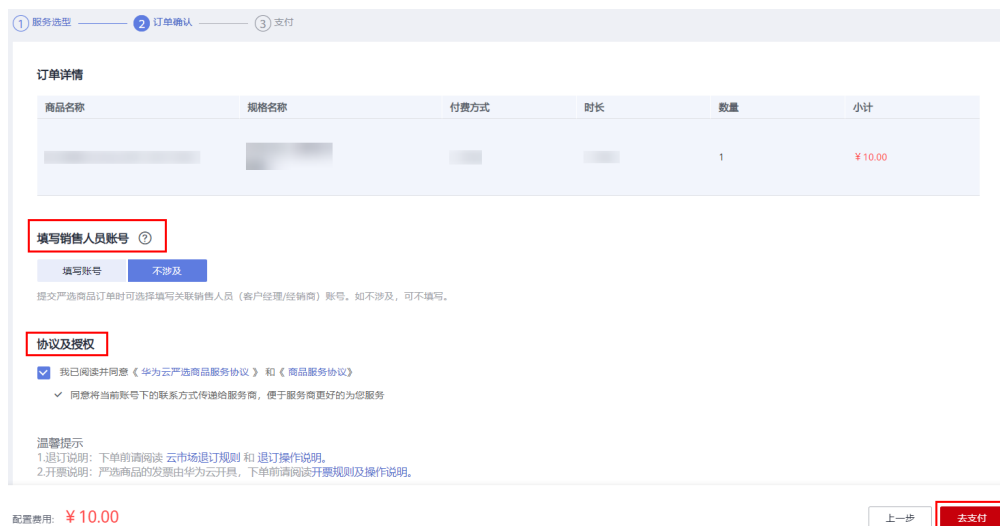 1 服务选型 2 订单确认 3 支付
订单详情
商品名称 规格名称 付费方式 时长 数量 小计
1 ¥10.00
填写销售人员账号 ?
填写账号 不涉及
提交严选商品订单时可选择填写关联销售人员（客户经理/经销商）账号。如不涉及，可不填写。
协议及授权
我已阅读并同意《 华为云严选商品服务协议 》 和《 商品服务协议》
同意将当前账号下的联系方式传递给服务商，便于服务商更好的为您服务
温馨提示
1.退订说明：下单前请阅读 云市场退订规则 和 退订操作说明。
2.开票说明：严选商品的发票由华为云开具，下单前请阅读开票规则及操作说明。
配置费用: ¥10.00 上一步 去支付